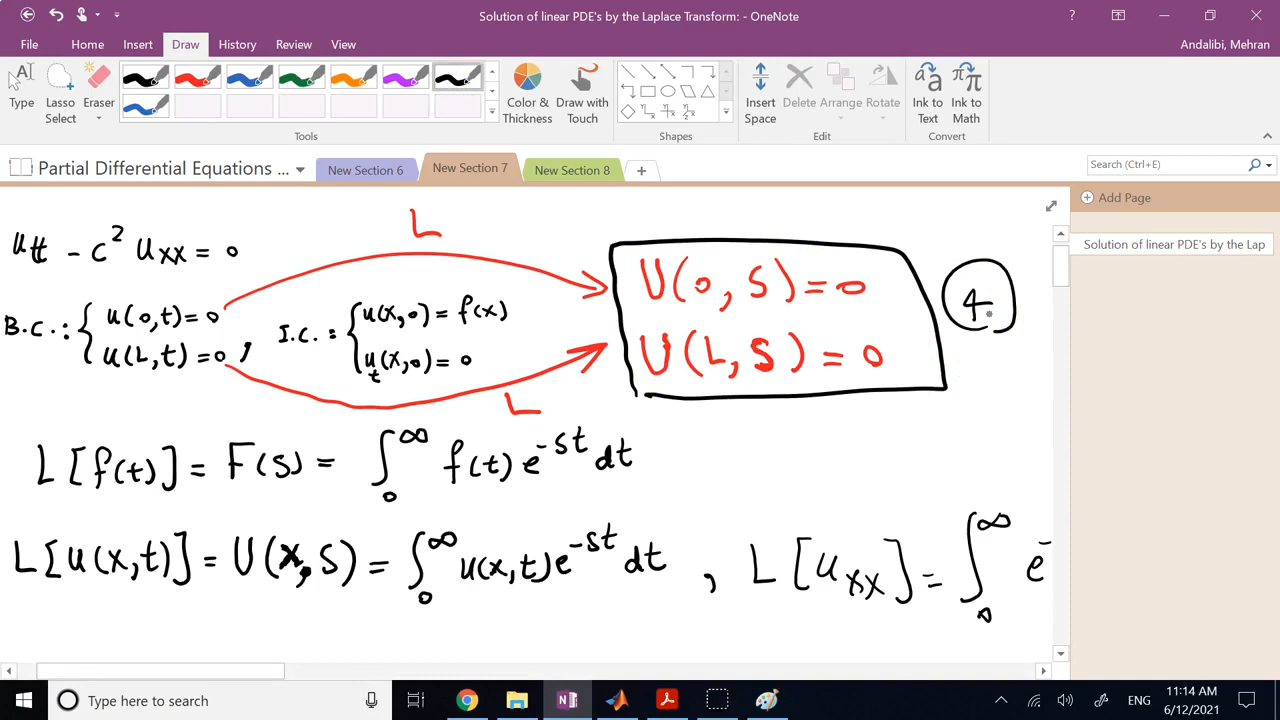 Solution of linear PDE's by the Laplace Transform: - OneNote
?
File Home Insert Draw History View
Andalibi, Mehran
Type
Lasso Select
Eraser
Color & Thickness
Draw with Touch
Insert Space
Delete
Arrange
Rotate
Ink to Text
Ink to Math
Tools
Shapes
Edit
Convert
Partial Differential Equations ...
New Section 6
New Section 7
New Section 8
Search (Ctrl+E)
Add Page
Solution of linear PDE's by the Lap
utt - c² uxx = 0
L
B.C.: { u(0,t)=0
u(L,t)=0 ,
I.C.: { u(x,0) = f(x)
ut(x,0) = 0
L
U(0,S)=0
U(L,S)=0
4
L[f(t)] = F(s) = ∫₀^∞ f(t) e^-st dt
L[u(x,t)] = U(x,s) = ∫₀^∞ u(x,t) e^-st dt , L[uxx] = ∫₀^∞ e^-
Type here to search
ENG
11:14 AM
6/12/2021